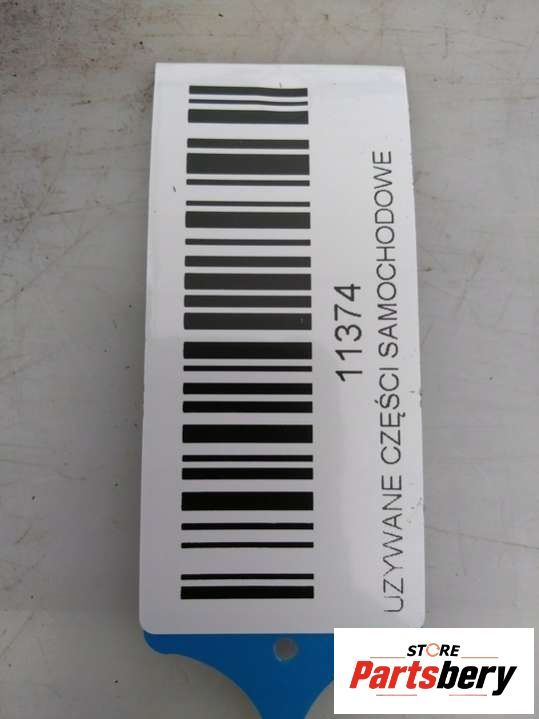 11374
UZYWANE CZĘŚCI SAMOCHODOWE
STORE
Partsbery